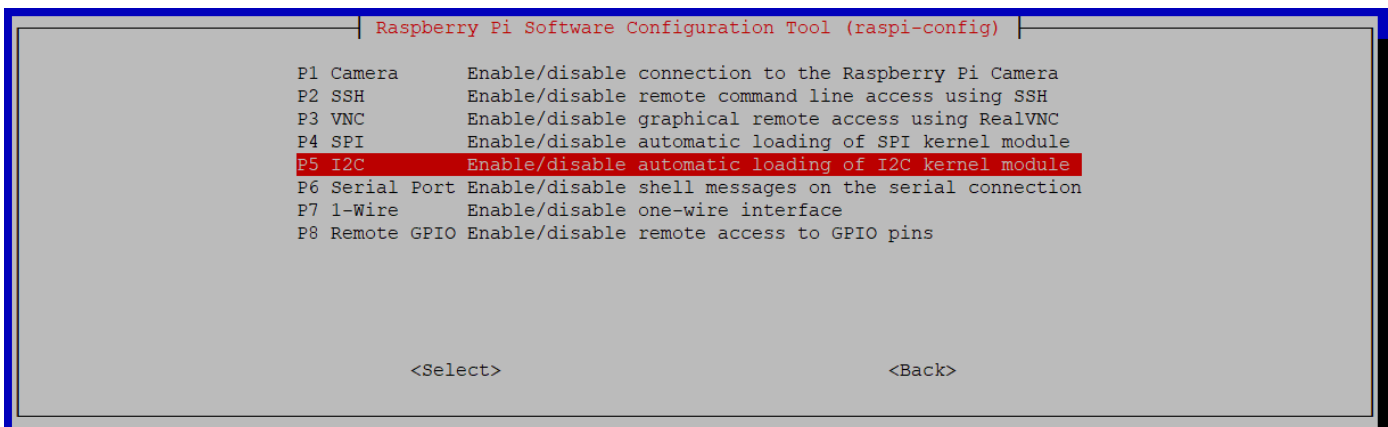 Raspberry Pi Software Configuration Tool (raspi-config)
P1 Camera Enable/disable connection to the Raspberry Pi Camera
P2 SSH Enable/disable remote command line access using SSH
P3 VNC Enable/disable graphical remote access using RealVNC
P4 SPI Enable/disable automatic loading of SPI kernel module
P5 I2C Enable/disable automatic loading of I2C kernel module
P6 Serial Port Enable/disable shell messages on the serial connection
P7 1-Wire Enable/disable one-wire interface
P8 Remote GPIO Enable/disable remote access to GPIO pins
<Select> <Back>